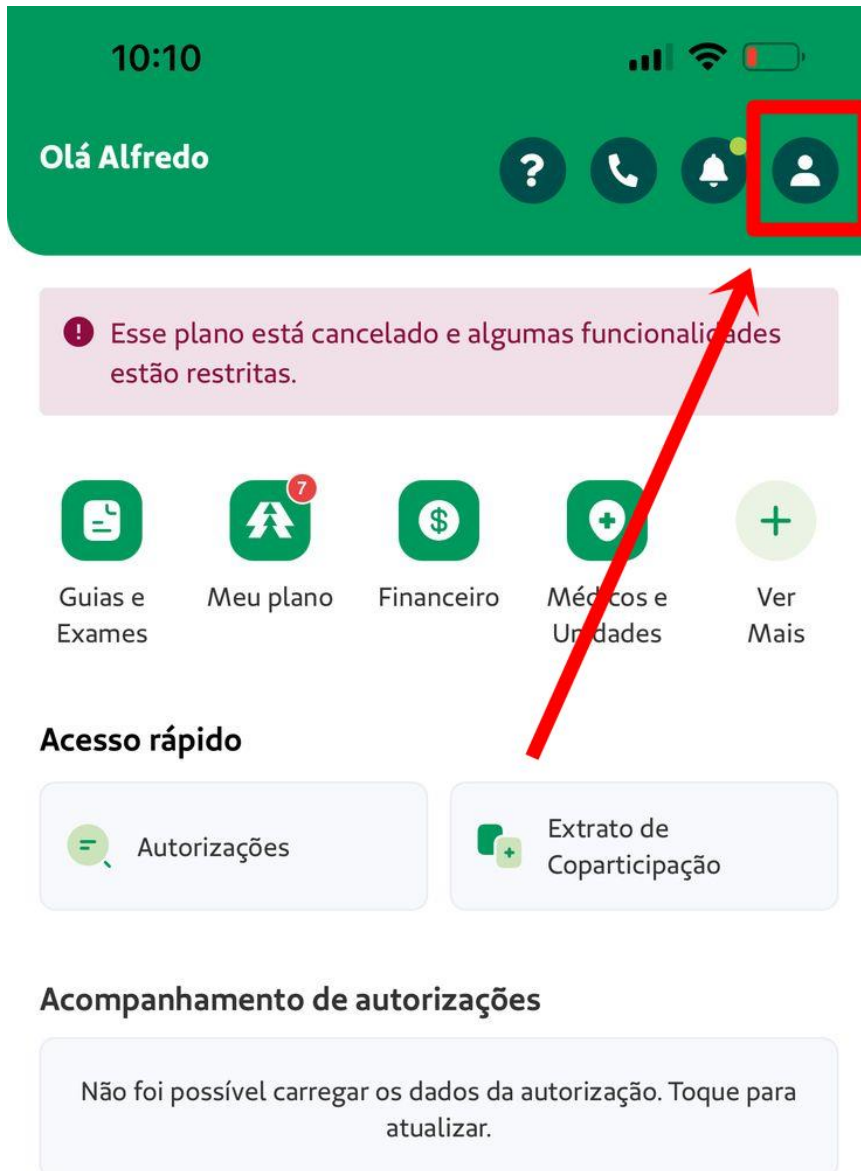 10:10
Olá Alfredo
?
Esse plano está cancelado e algumas funcionalidades
estão restritas.
7
Guias e
Exames
Meu plano
$
Financeiro
Médicos e
Unidades
Ver
Mais
Acesso rápido
Autorizações
Extrato de
Coparticipação
Acompanhamento de autorizações
Não foi possível carregar os dados da autorização. Toque para
atualizar.